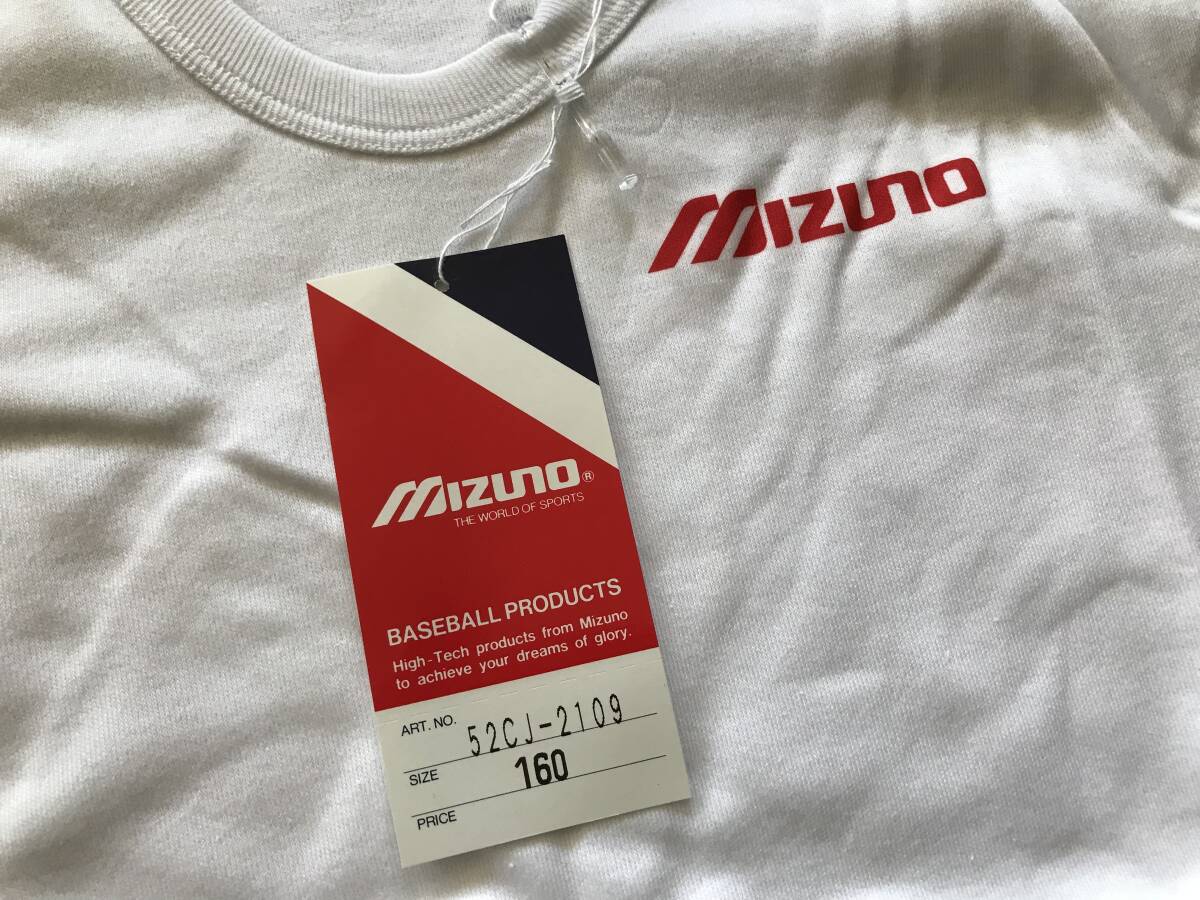 MIZUNO
MIZUNO®
THE WORLD OF SPORTS
BASEBALL PRODUCTS
High-Tech products from Mizuno
to achieve your dreams of glory.
ART. NO. 52CJ-2109
SIZE 160
PRICE